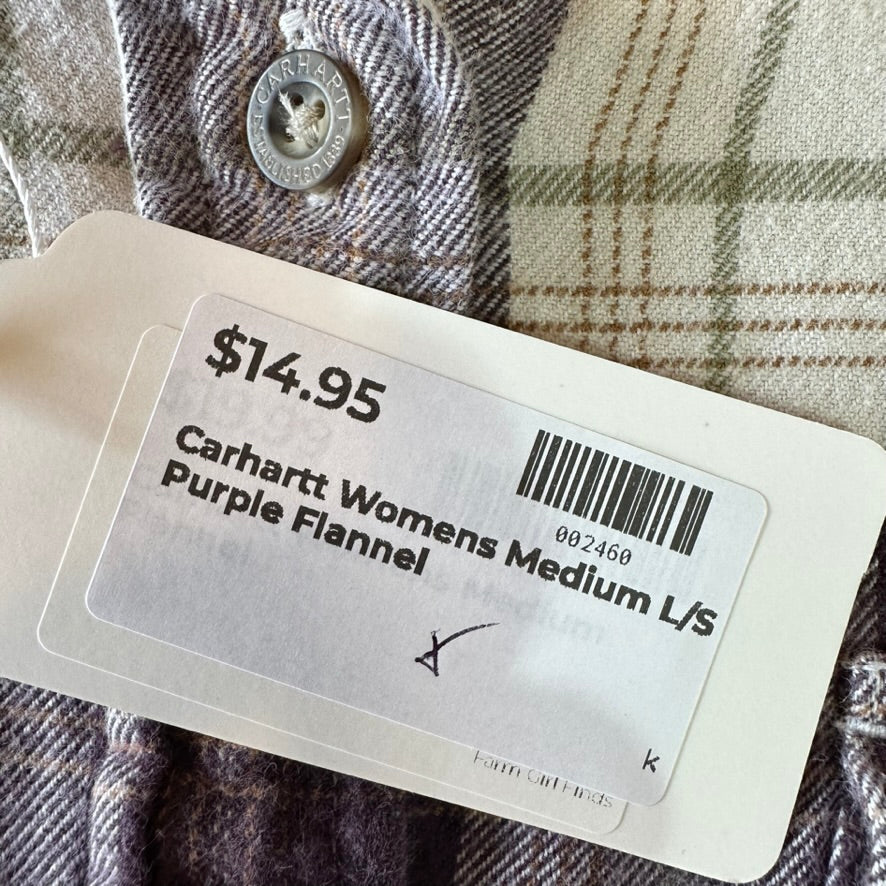 CARHARTT
ESTABLISHED 1889
$14.95
002460
Carhartt Womens Medium L/S
Purple Flannel
k
Farm Girl Finds